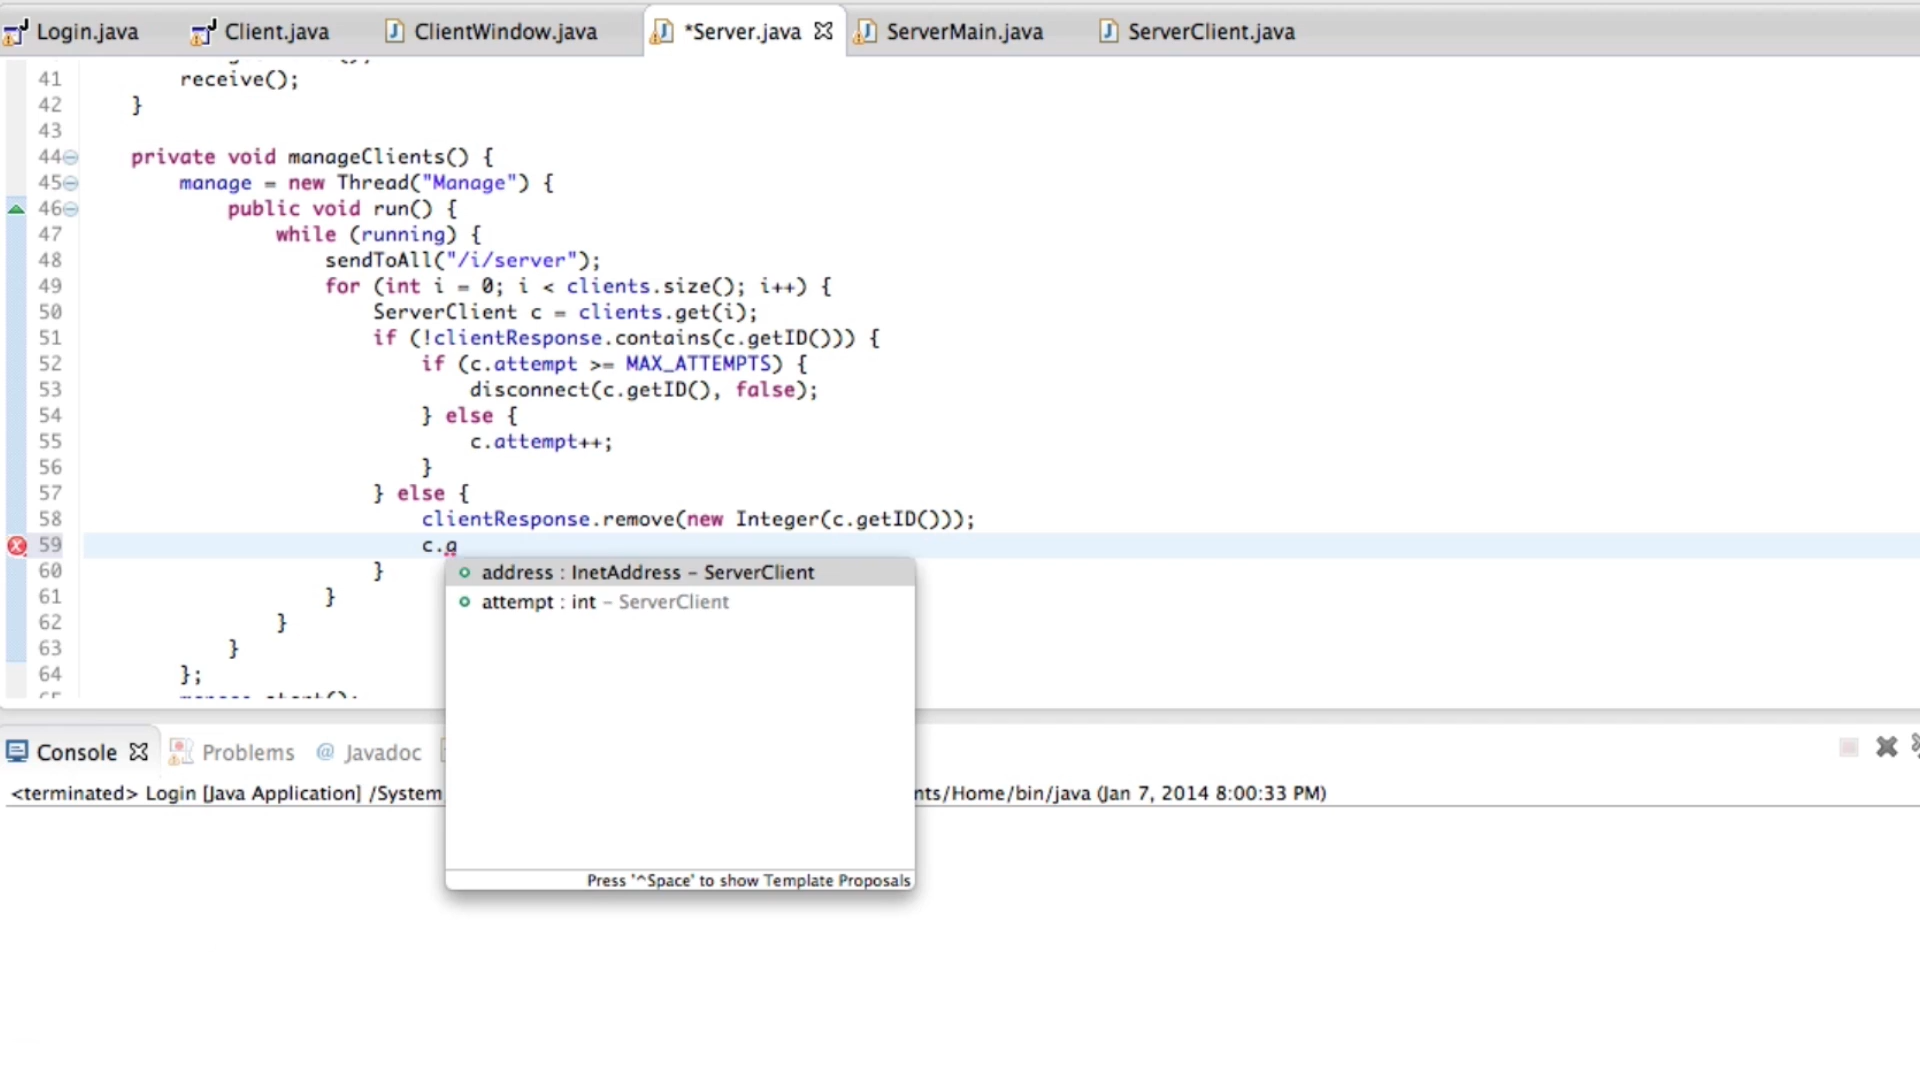 Login.java Client.java ClientWindow.java *Server.java ServerMain.java ServerClient.java
41 receive();
42 }
43
44 private void manageClients() {
45 manage = new Thread("Manage") {
46 public void run() {
47 while (running) {
48 sendToAll("/i/server");
49 for (int i = 0; i < clients.size(); i++) {
50 ServerClient c = clients.get(i);
51 if (!clientResponse.contains(c.getID())) {
52 if (c.attempt >= MAX_ATTEMPTS) {
53 disconnect(c.getID(), false);
54 } else {
55 c.attempt++;
56 }
57 } else {
58 clientResponse.remove(new Integer(c.getID()));
59 c.a
60 }
61 }
62 }
63 }
64 };
address : InetAddress - ServerClient
attempt : int - ServerClient
Press '^Space' to show Template Proposals
Console Problems @ Javadoc
<terminated> Login [Java Application] /System nts/Home/bin/java (Jan 7, 2014 8:00:33 PM)